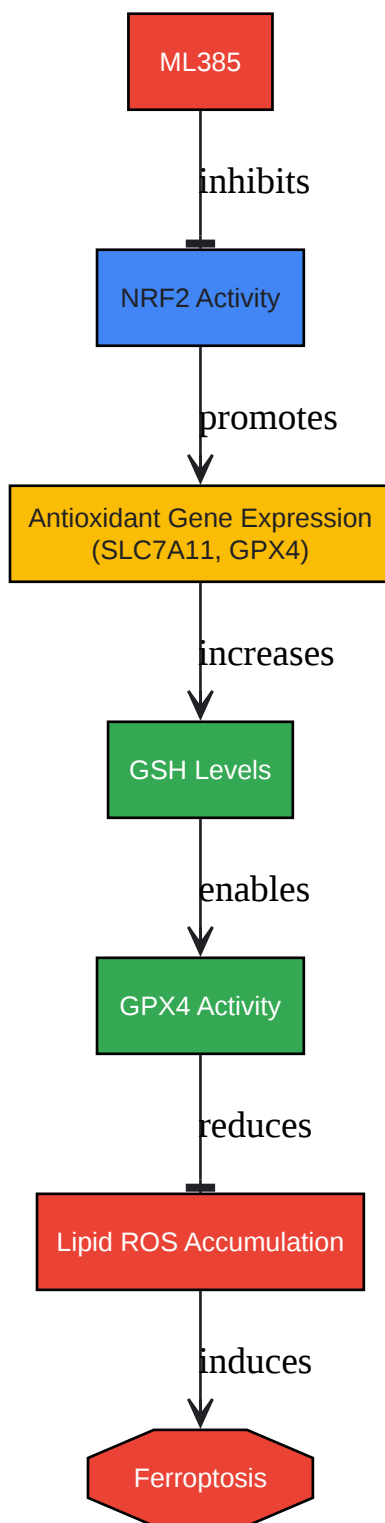 ML385
inhibits
NRF2 Activity
promotes
Antioxidant Gene Expression
(SLC7A11, GPX4)
increases
GSH Levels
enables
GPX4 Activity
reduces
Lipid ROS Accumulation
induces
Ferroptosis